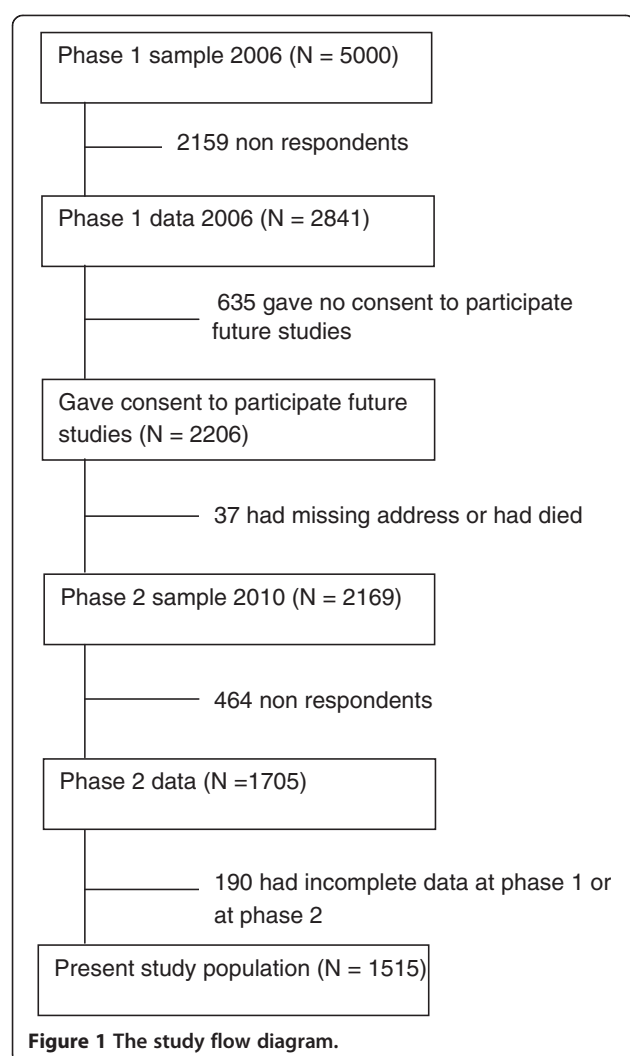 Phase 1 sample 2006 (N = 5000)
2159 non respondents
Phase 1 data 2006 (N = 2841)
635 gave no consent to participate
future studies
Gave consent to participate future
studies (N = 2206)
37 had missing address or had died
Phase 2 sample 2010 (N = 2169)
464 non respondents
Phase 2 data (N =1705)
190 had incomplete data at phase 1 or
at phase 2
Present study population (N = 1515)
Figure 1 The study flow diagram.